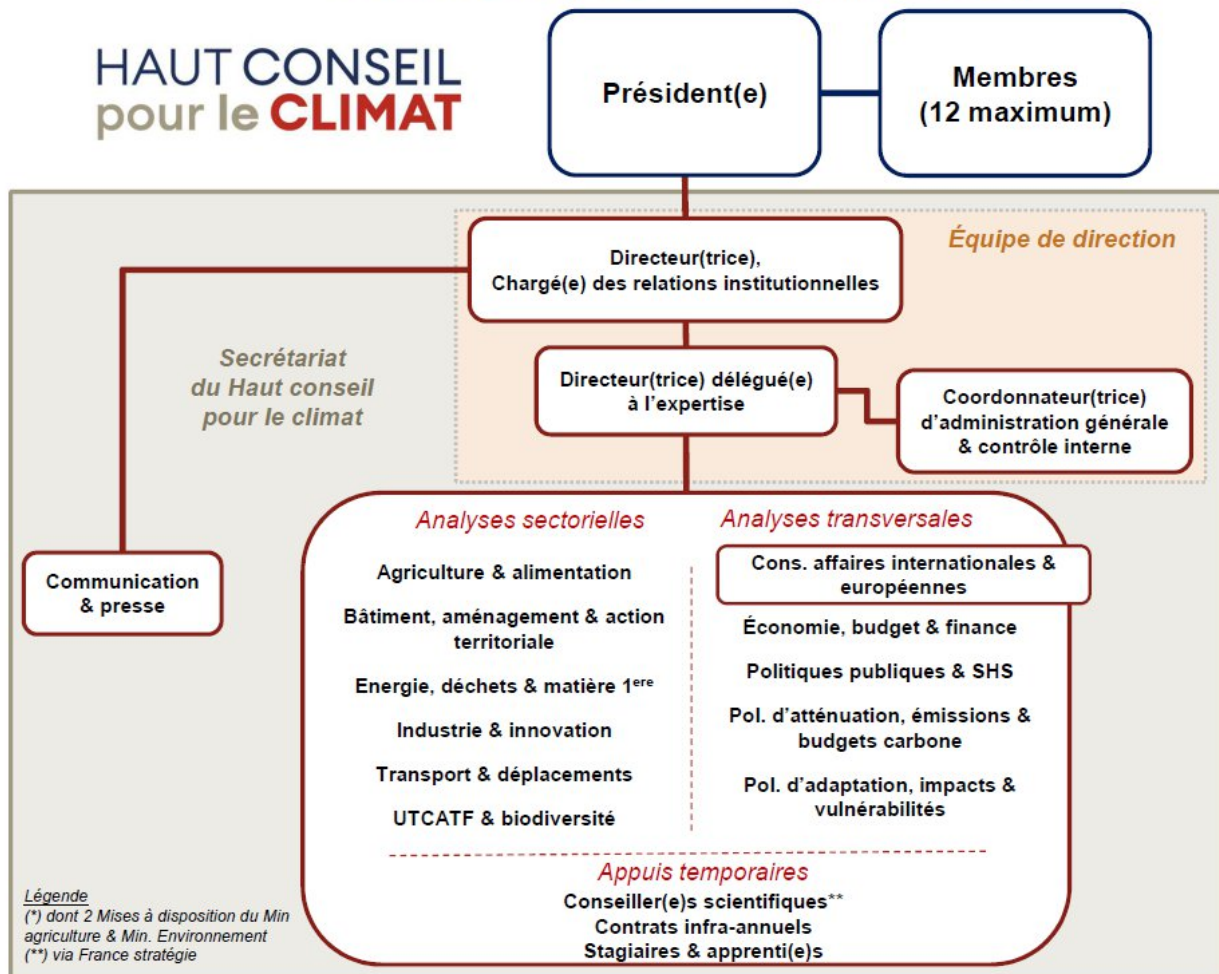 HAUT CONSEIL
pour le CLIMAT
Président(e)
Membres
(12 maximum)
Équipe de direction
Directeur(trice),
Chargé(e) des relations institutionnelles
Secrétariat
du Haut conseil
pour le climat
Directeur(trice) délégué(e)
à l'expertise
Coordonnateur(trice)
d'administration générale
& contrôle interne
Communication
& presse
Analyses sectorielles
Agriculture & alimentation
Bâtiment, aménagement & action
territoriale
Energie, déchets & matière 1ere
Industrie & innovation
Transport & déplacements
UTCATF & biodiversité
Analyses transversales
Cons. affaires internationales &
européennes
Économie, budget & finance
Politiques publiques & SHS
Pol. d'atténuation, émissions &
budgets carbone
Pol. d'adaptation, impacts &
vulnérabilités
Appuis temporaires
Conseiller(e)s scientifiques**
Contrats infra-annuels
Stagiaires & apprenti(e)s
Légende
(*) dont 2 Mises à disposition du Min
agriculture & Min. Environnement
(**) via France stratégie